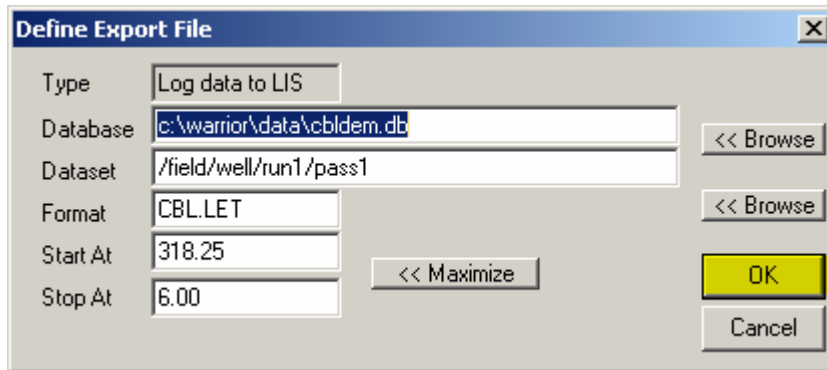 Define Export File
Type Log data to LIS
Database c:\warrior\data\cbldem.db << Browse
Dataset /field/well/run1/pass1
Format CBL.LET << Browse
Start At 318.25
<< Maximize OK
Stop At 6.00
Cancel